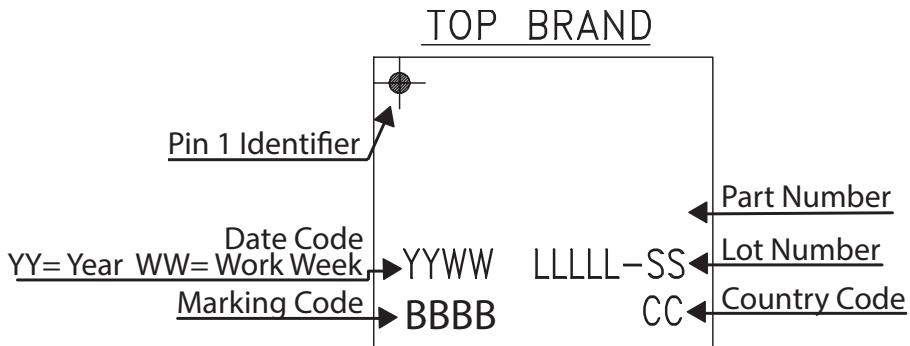 TOP BRAND
Pin 1 Identifier
Part Number
Date Code
YY= Year WW= Work Week
YYWW LLLLL-SS
Lot Number
Marking Code
BBBB CC
Country Code